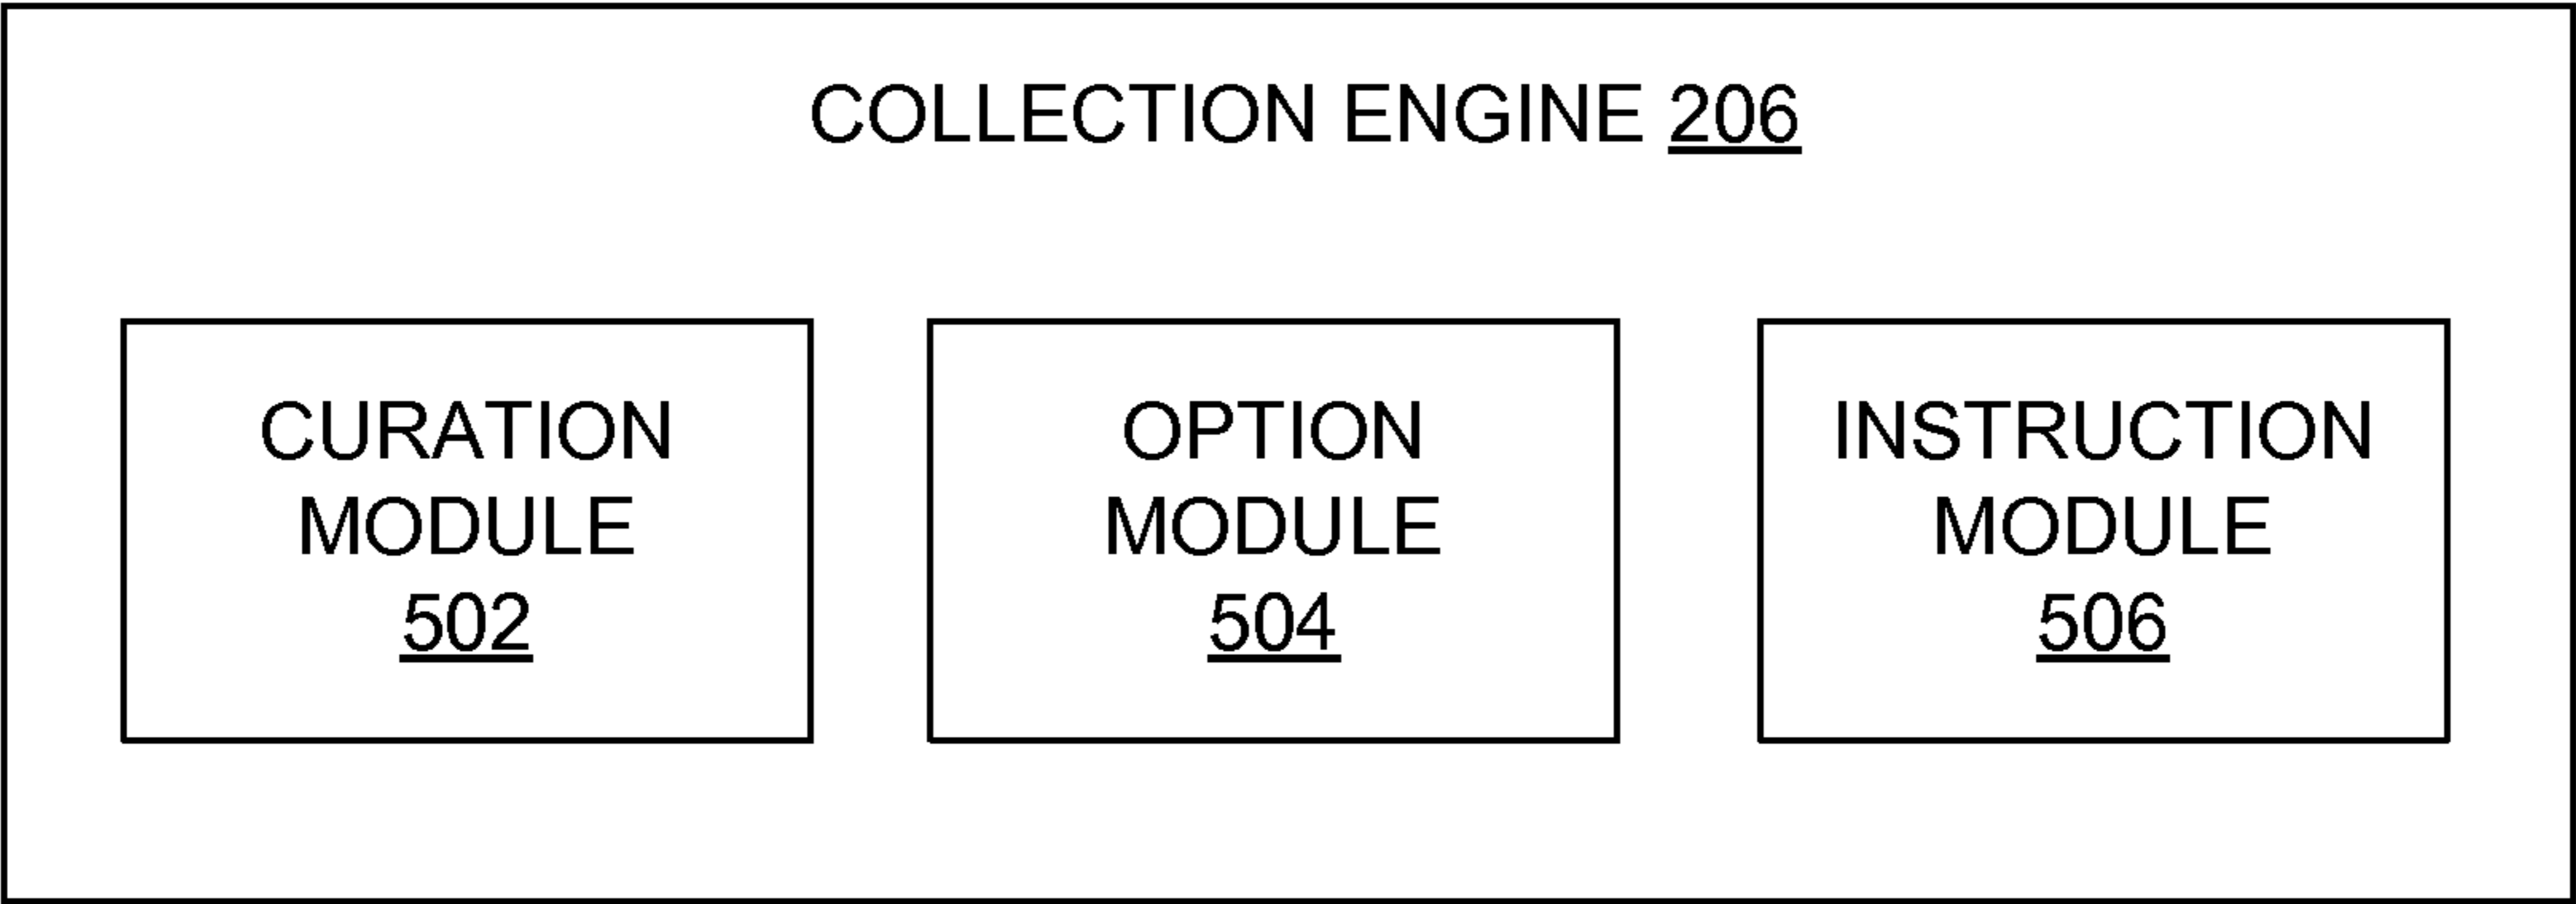 COLLECTION ENGINE 206
CURATION
MODULE
502
OPTION
MODULE
504
INSTRUCTION
MODULE
506